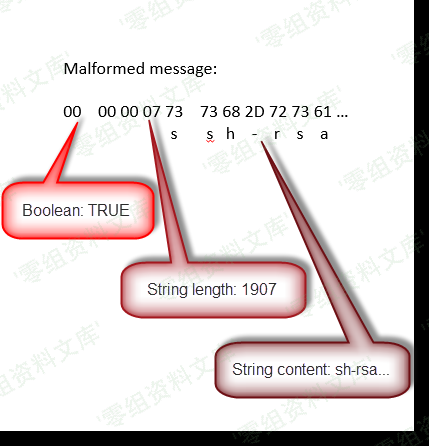 Malformed message:
00 00 00 07 73 73 68 2D 72 73 61 ...
s s h - r s a
Boolean: TRUE
String length: 1907
String content: sh-rsa...
'零组资料文库'